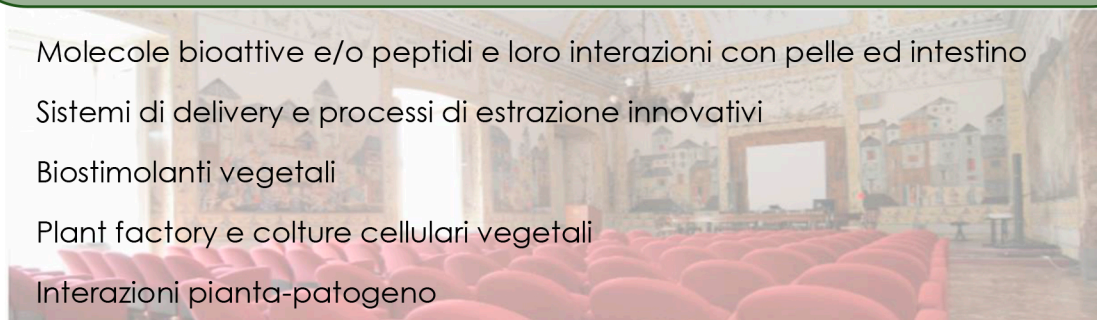 Molecole bioattive e/o peptidi e loro interazioni con pelle ed intestino
Sistemi di delivery e processi di estrazione innovativi
Biostimolanti vegetali
Plant factory e colture cellulari vegetali
Interazioni pianta-patogeno